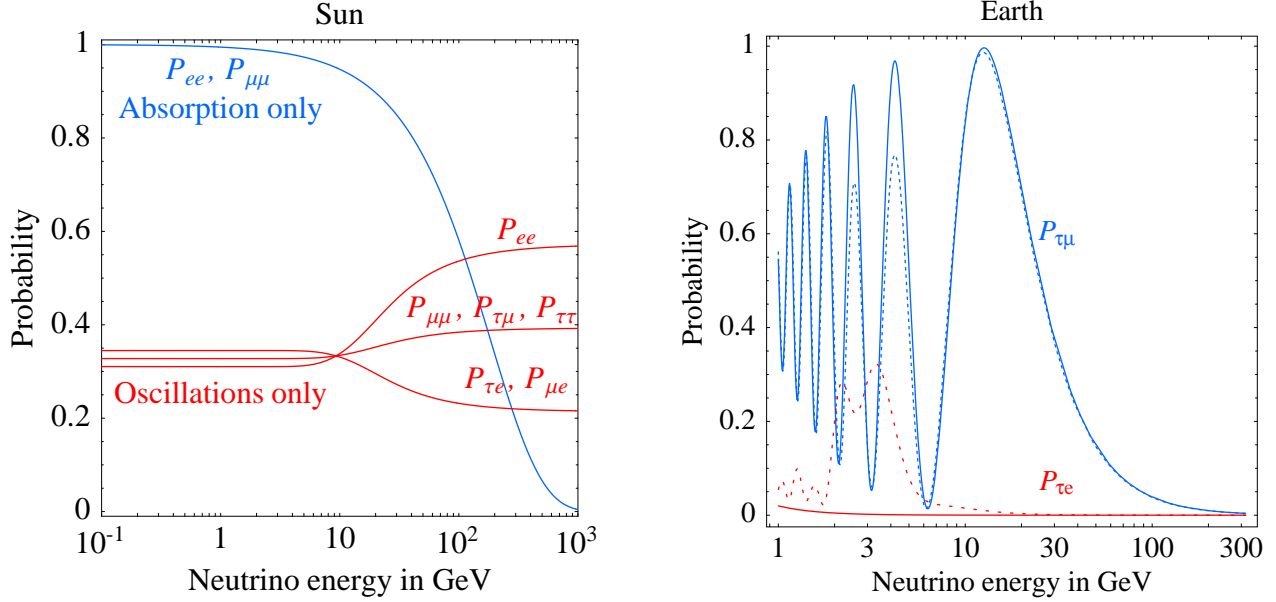 Sun
1
0.8
0.6
0.4
0.2
0
Probability
P_ee, P_μμ
Absorption only
P_ee
P_μμ, P_τμ, P_ττ
P_τe, P_μe
Oscillations only
10^-1
1
10
10^2
10^3
Neutrino energy in GeV
Earth
1
0.8
0.6
0.4
0.2
0
Probability
P_τμ
P_τe
1
3
10
30
100
300
Neutrino energy in GeV